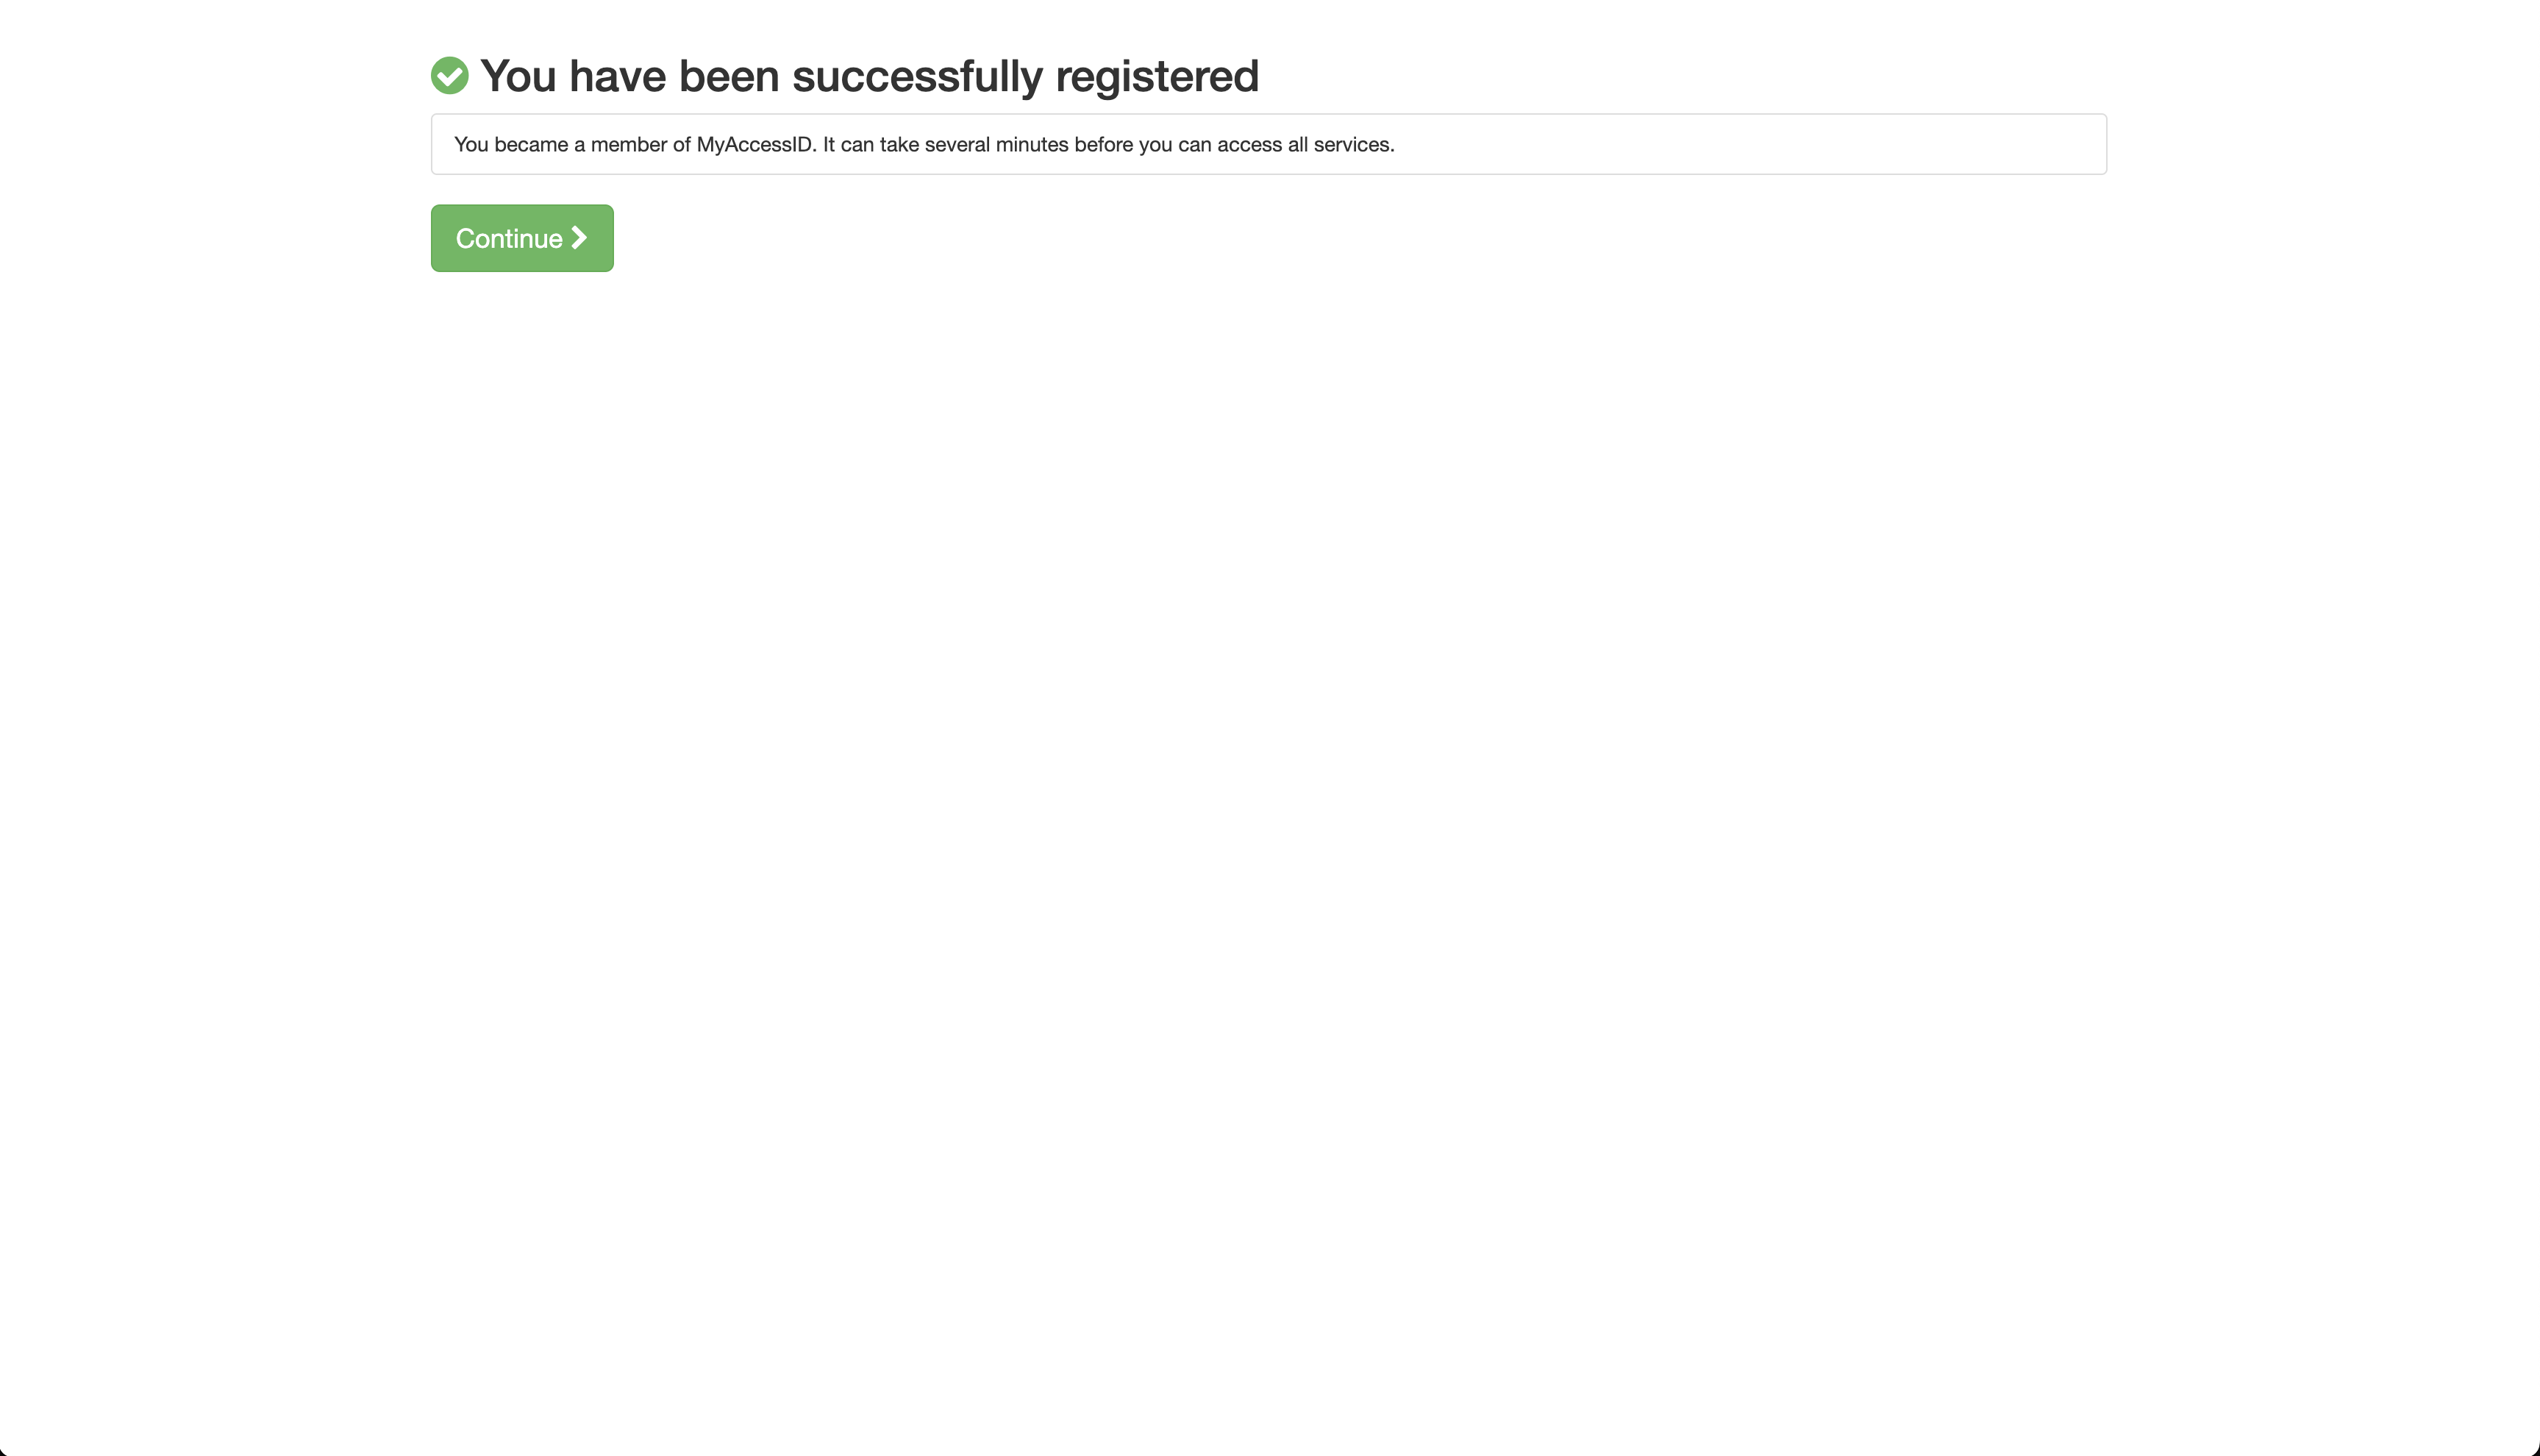 You have been successfully registered
You became a member of MyAccessID. It can take several minutes before you can access all services.
Continue